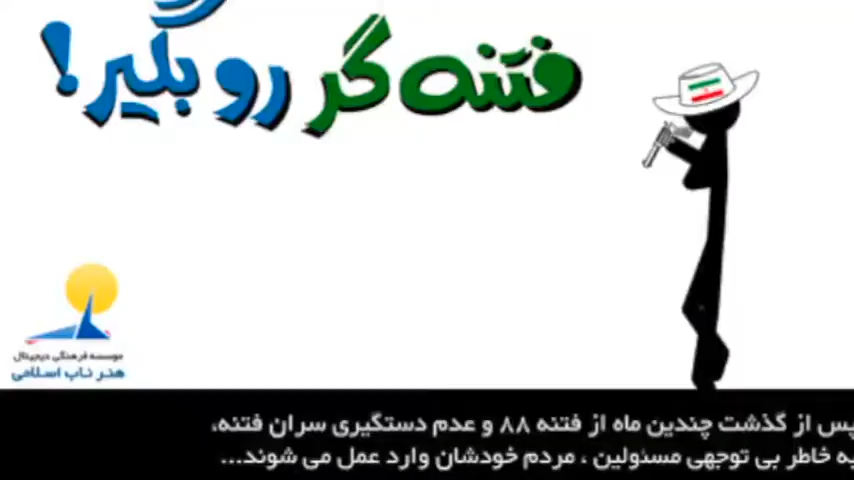 فتنه گر رو بگیر!
موسسه فرهنگی دیجیتال
هنر ناب اسلامی
پس از گذشت چندین ماه از فتنه ۸۸ و عدم دستگیری سران فتنه،
به خاطر بی توجهی مسئولین ، مردم خودشان وارد عمل می شوند...